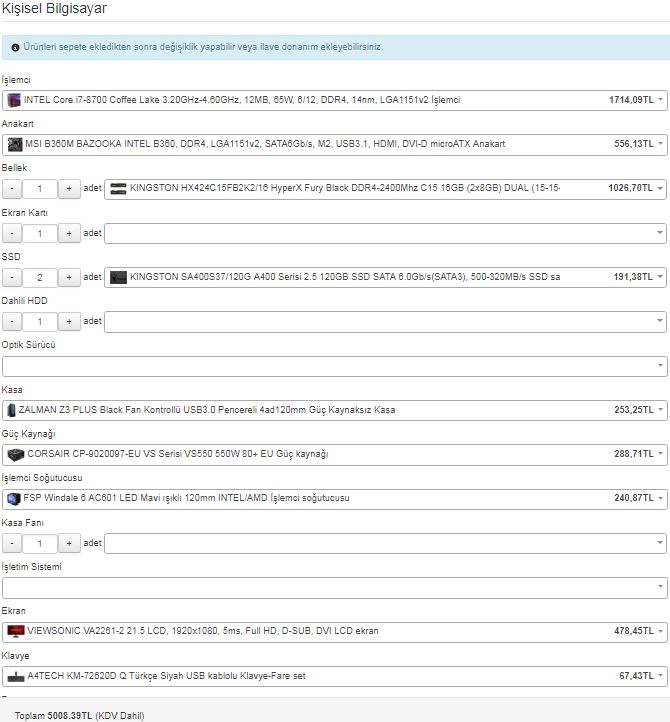 Kişisel Bilgisayar
Ürünleri sepete ekledikten sonra değişiklik yapabilir veya ilave donanım ekleyebilirsiniz.
İşlemci
INTEL Core i7-8700 Coffee Lake 3.20GHz-4.60GHz, 12MB, 65W, 6/12, DDR4, 14nm, LGA1151v2 İşlemci 1714,09TL
Anakart
MSI B360M BAZOOKA INTEL B360, DDR4, LGA1151v2, SATA6Gb/s, M2, USB3.1, HDMI, DVI-D microATX Anakart 556,13TL
Bellek
- 1 + adet KINGSTON HX424C15FB2K2/16 HyperX Fury Black DDR4-2400Mhz C15 16GB (2x8GB) DUAL (15-15- 1026,70TL
Ekran Kartı
- 1 + adet
SSD
- 2 + adet KINGSTON SA400S37/120G A400 Serisi 2.5 120GB SSD SATA 6.0Gb/s(SATA3), 500-320MB/s SSD sa 191,38TL
Dahili HDD
- 1 + adet
Optik Sürücü
Kasa
ZALMAN Z3 PLUS Black Fan Kontrollü USB3.0 Pencereli 4ad120mm Güç Kaynaksız Kasa 253,25TL
Güç Kaynağı
CORSAIR CP-9020097-EU VS Serisi VS550 550W 80+ EU Güç kaynağı 288,71TL
İşlemci Soğutucusu
FSP Windale 6 AC601 LED Mavi ışıklı 120mm INTEL/AMD İşlemci soğutucusu 240,87TL
Kasa Fanı
- 1 + adet
İşletim Sistemi
Ekran
VIEWSONIC VA2261-2 21.5 LCD, 1920x1080, 5ms, Full HD, D-SUB, DVI LCD ekran 478,45TL
Klavye
A4TECH KM-72620D Q Türkçe Siyah USB kablolu Klavye-Fare set 67,43TL
Toplam 5008.39TL (KDV Dahil)